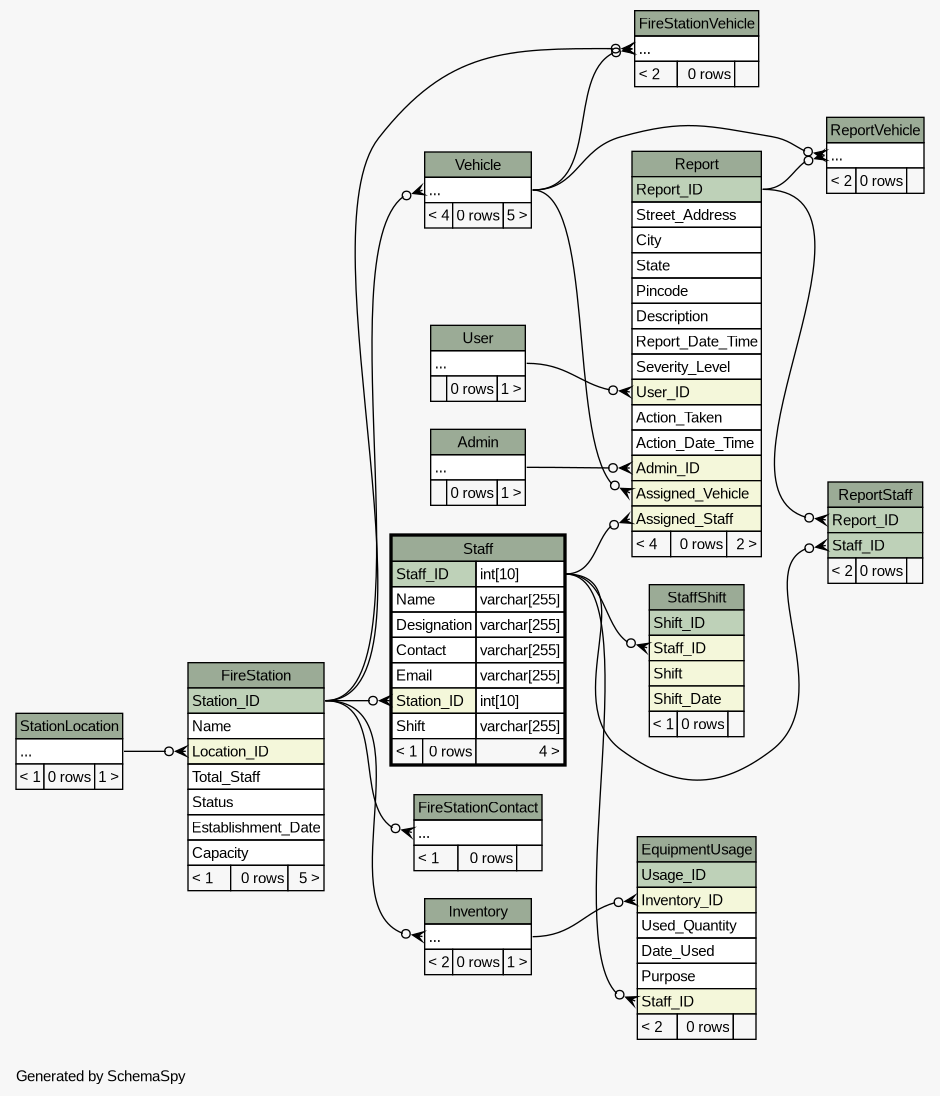 FireStationVehicle
...
< 2 0 rows
ReportVehicle
...
< 2 0 rows
Vehicle
...
< 4 0 rows 5 >
Report
Report_ID
Street_Address
City
State
Pincode
Description
Report_Date_Time
Severity_Level
User_ID
Action_Taken
Action_Date_Time
Admin_ID
Assigned_Vehicle
Assigned_Staff
< 4 0 rows 2 >
User
...
0 rows 1 >
Admin
...
0 rows 1 >
ReportStaff
Report_ID
Staff_ID
< 2 0 rows
Staff
Staff_ID int[10]
Name varchar[255]
Designation varchar[255]
Contact varchar[255]
Email varchar[255]
Station_ID int[10]
Shift varchar[255]
< 1 0 rows 4 >
StaffShift
Shift_ID
Staff_ID
Shift
Shift_Date
< 1 0 rows
FireStation
Station_ID
Name
Location_ID
Total_Staff
Status
Establishment_Date
Capacity
< 1 0 rows 5 >
StationLocation
...
< 1 0 rows 1 >
FireStationContact
...
< 1 0 rows
Inventory
...
< 2 0 rows 1 >
EquipmentUsage
Usage_ID
Inventory_ID
Used_Quantity
Date_Used
Purpose
Staff_ID
< 2 0 rows
Generated by SchemaSpy